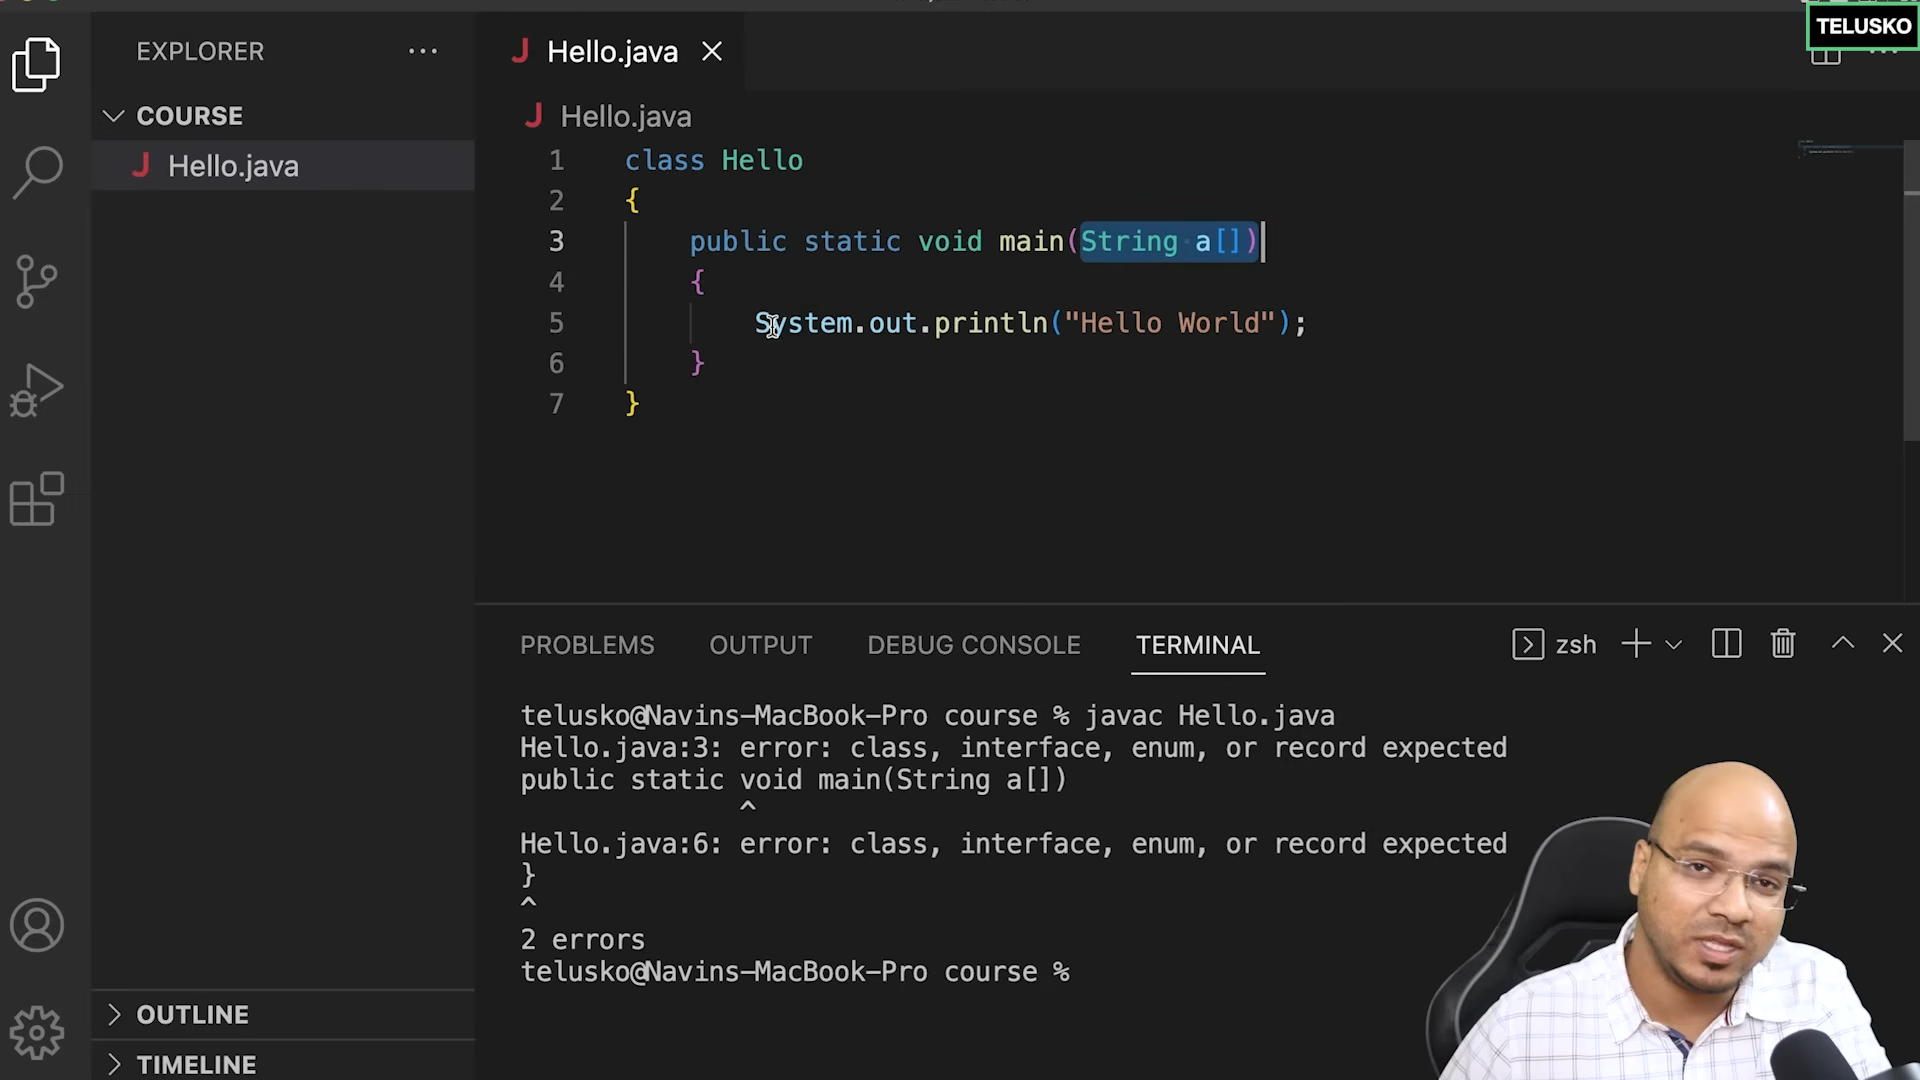 TELUSKO
EXPLORER
COURSE
Hello.java
OUTLINE
TIMELINE
Hello.java
Hello.java
1 class Hello
2 {
3 public static void main(String a[])
4 {
5 System.out.println("Hello World");
6 }
7 }
PROBLEMS OUTPUT DEBUG CONSOLE TERMINAL zsh
telusko@Navins-MacBook-Pro course % javac Hello.java
Hello.java:3: error: class, interface, enum, or record expected
public static void main(String a[])
^
Hello.java:6: error: class, interface, enum, or record expected
}
^
2 errors
telusko@Navins-MacBook-Pro course %